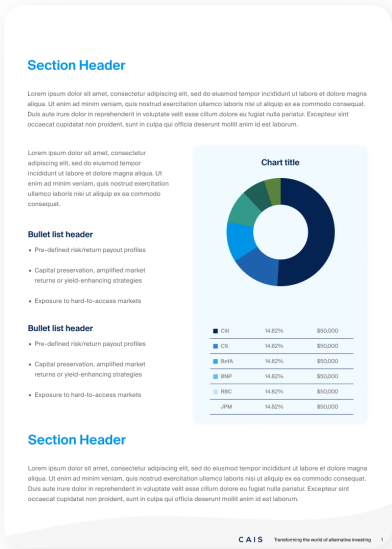 Section Header
Lorem ipsum dolor sit amet, consectetur adipiscing elit, sed do eiusmod tempor incididunt ut labore et dolore magna
aliqua. Ut enim ad minim veniam, quis nostrud exercitation ullamco laboris nisi ut aliquip ex ea commodo consequat.
Duis aute irure dolor in reprehenderit in voluptate velit esse cillum dolore eu fugiat nulla pariatur. Excepteur sint
occaecat cupidatat non proident, sunt in culpa qui officia deserunt mollit anim id est laborum.
Lorem ipsum dolor sit amet, consectetur
adipiscing elit, sed do eiusmod tempor
incididunt ut labore et dolore magna aliqua. Ut
enim ad minim veniam, quis nostrud exercitation
ullamco laboris nisi ut aliquip ex ea commodo
consequat.
Bullet list header
• Pre-defined risk/return payout profiles
• Capital preservation, amplified market
returns or yield-enhancing strategies
• Exposure to hard-to-access markets
Bullet list header
• Pre-defined risk/return payout profiles
• Capital preservation, amplified market
returns or yield-enhancing strategies
• Exposure to hard-to-access markets
Chart title
Citi 14.82% $50,000
CS 14.82% $50,000
BofA 14.82% $50,000
BNP 14.82% $50,000
RBC 14.82% $50,000
JPM 14.82% $50,000
Section Header
Lorem ipsum dolor sit amet, consectetur adipiscing elit, sed do eiusmod tempor incididunt ut labore et dolore magna
aliqua. Ut enim ad minim veniam, quis nostrud exercitation ullamco laboris nisi ut aliquip ex ea commodo consequat.
Duis aute irure dolor in reprehenderit in voluptate velit esse cillum dolore eu fugiat nulla pariatur. Excepteur sint
occaecat cupidatat non proident, sunt in culpa qui officia deserunt mollit anim id est laborum.
CAIS Transforming the world of alternative investing 1